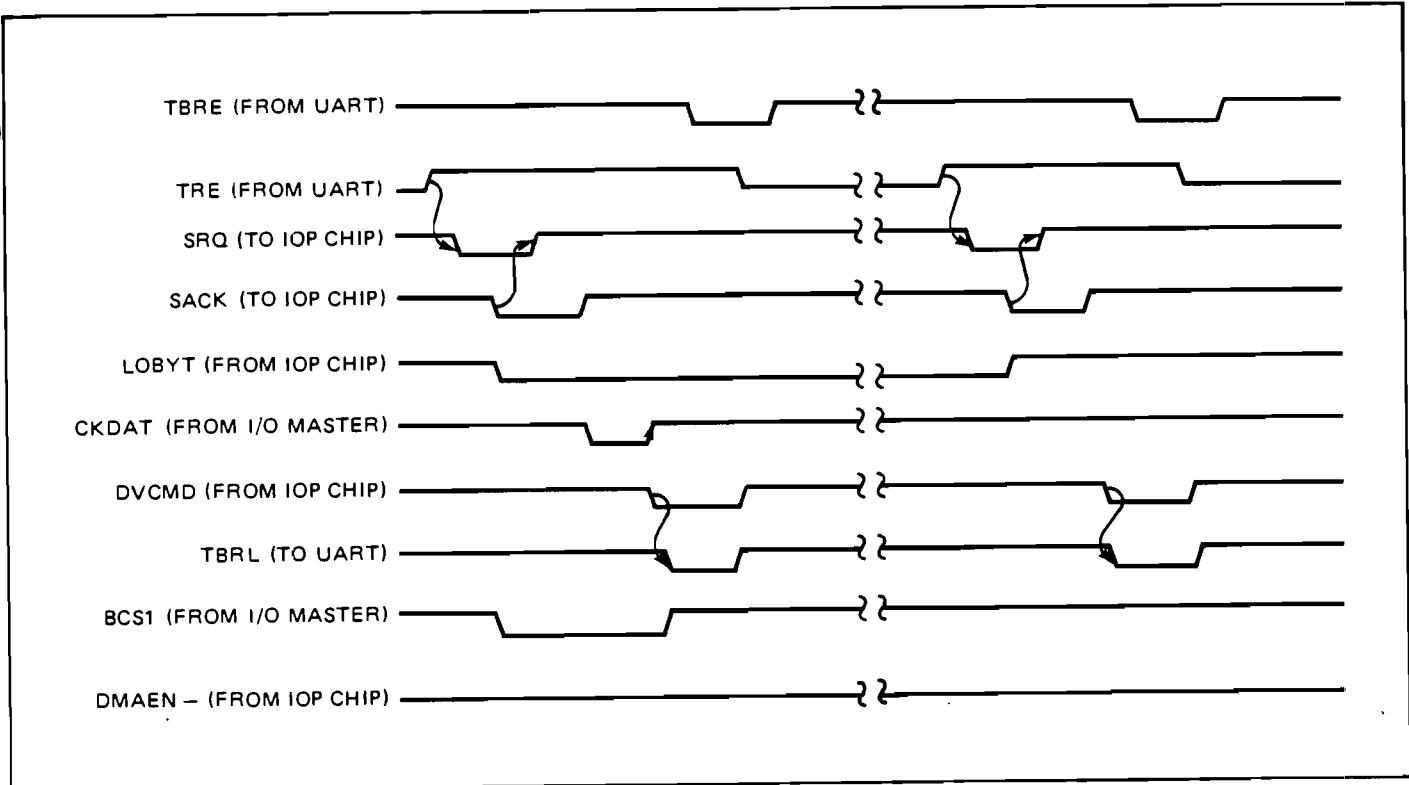 TBRE (FROM UART)
TRE (FROM UART)
SRQ (TO IOP CHIP)
SACK (TO IOP CHIP)
LOBYT (FROM IOP CHIP)
CKDAT (FROM I/O MASTER)
DVCMD (FROM IOP CHIP)
TBRL (TO UART)
BCS1 (FROM I/O MASTER)
DMAEN – (FROM IOP CHIP)